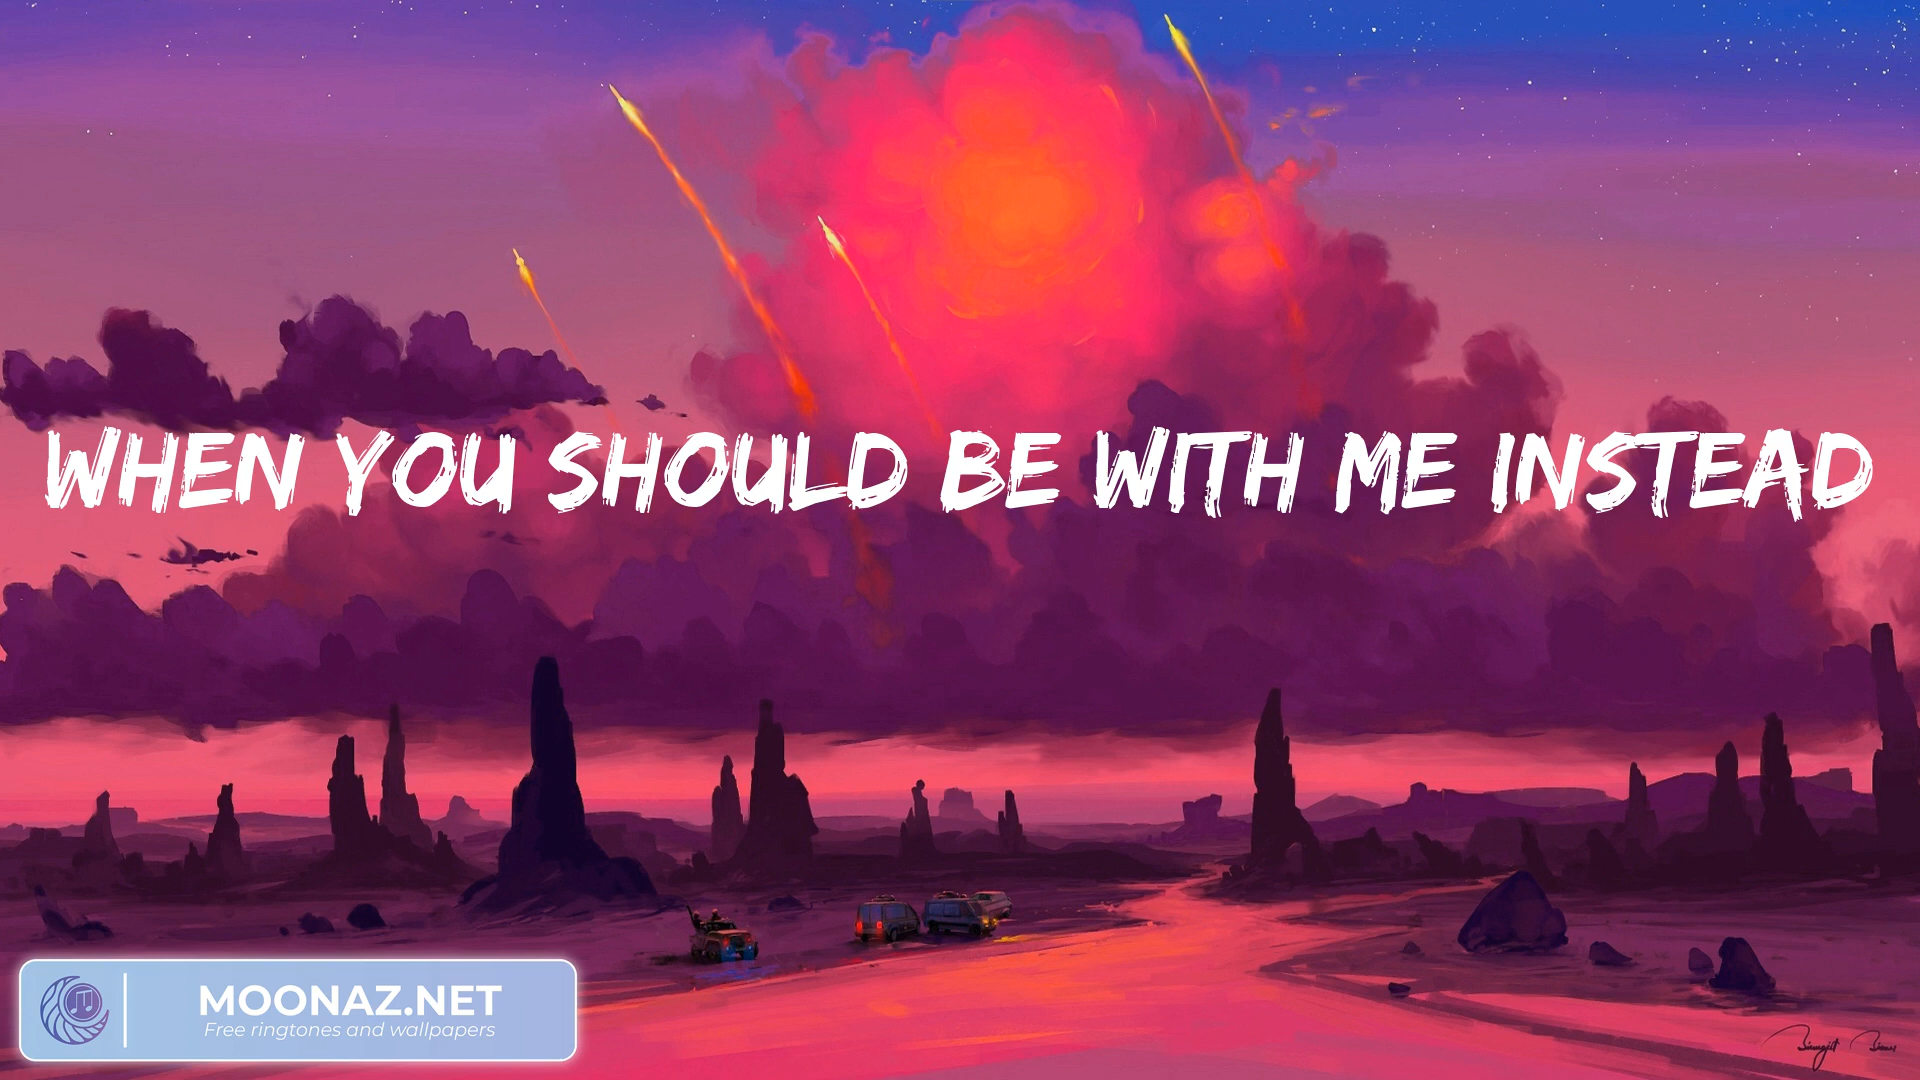 WHEN YOU SHOULD BE WITH ME INSTEAD
MOONAZ.NET
Free ringtones and wallpapers